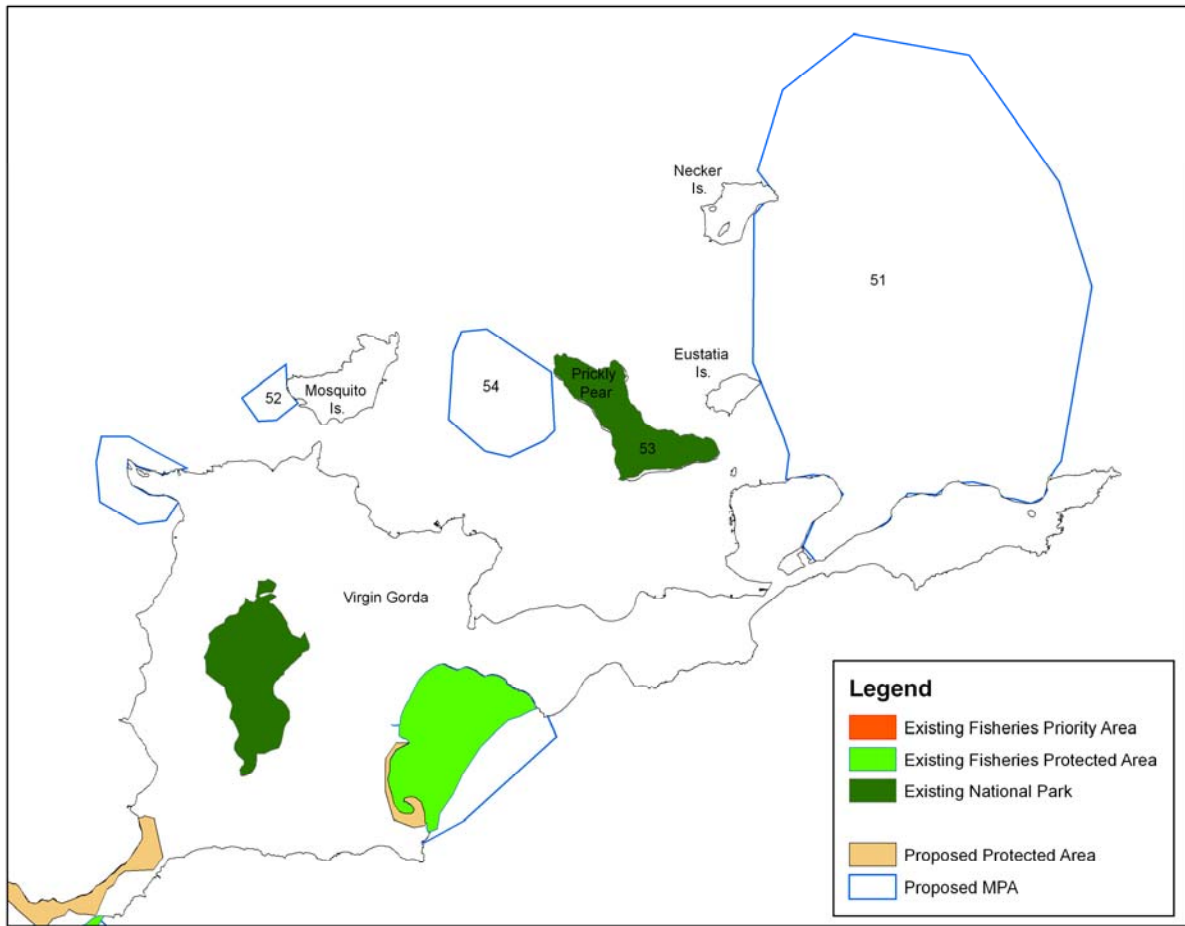 Necker
Is.
51
Eustatia
Is.
54
Prickly
Pear
52
Mosquito
Is.
53
Virgin Gorda
Legend
Existing Fisheries Priority Area
Existing Fisheries Protected Area
Existing National Park
Proposed Protected Area
Proposed MPA